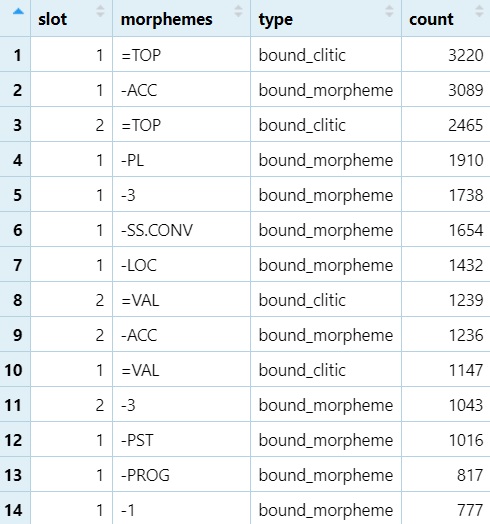 slot morphemes type count
1 1 =TOP bound_clitic 3220
2 1 -ACC bound_morpheme 3089
3 2 =TOP bound_clitic 2465
4 1 -PL bound_morpheme 1910
5 1 -3 bound_morpheme 1738
6 1 -SS.CONV bound_morpheme 1654
7 1 -LOC bound_morpheme 1432
8 2 =VAL bound_clitic 1239
9 2 -ACC bound_morpheme 1236
10 1 =VAL bound_clitic 1147
11 2 -3 bound_morpheme 1043
12 1 -PST bound_morpheme 1016
13 1 -PROG bound_morpheme 817
14 1 -1 bound_morpheme 777